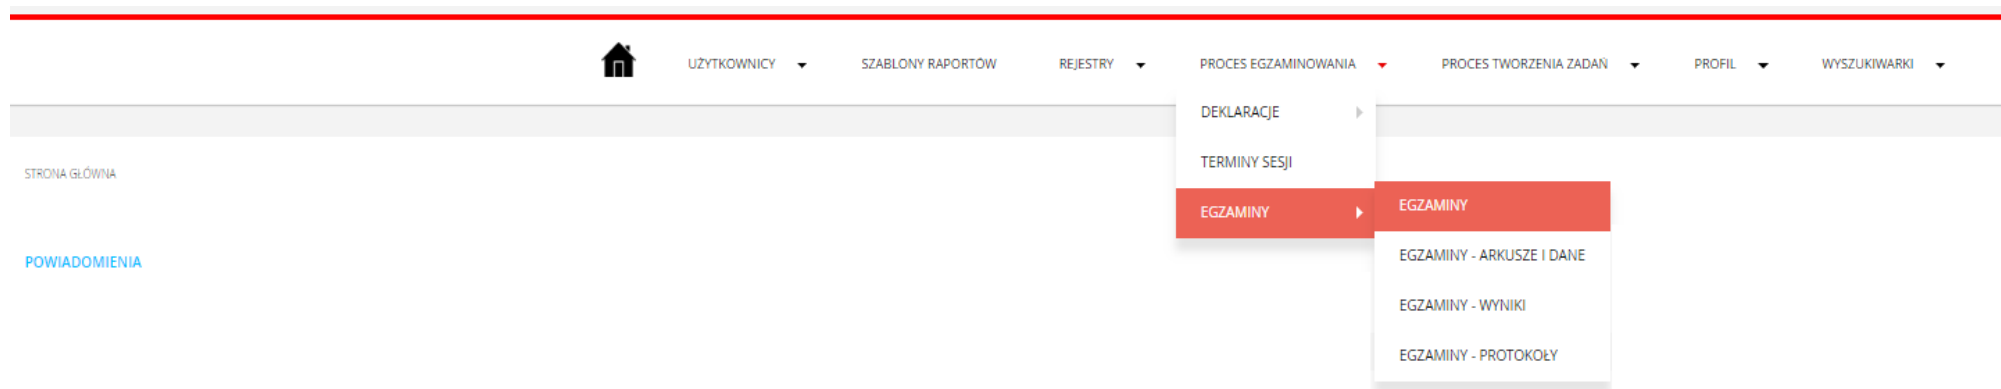 UŻYTKOWNICY SZABLONY RAPORTÓW REJESTRY PROCES EGZAMINOWANIA PROCES TWORZENIA ZADAŃ PROFIL WYSZUKIWARKI
DEKLARACJE
TERMINY SESJI
STRONA GŁÓWNA
EGZAMINY
EGZAMINY
EGZAMINY - ARKUSZE I DANE
EGZAMINY - WYNIKI
EGZAMINY - PROTOKOŁY
POWIADOMIENIA